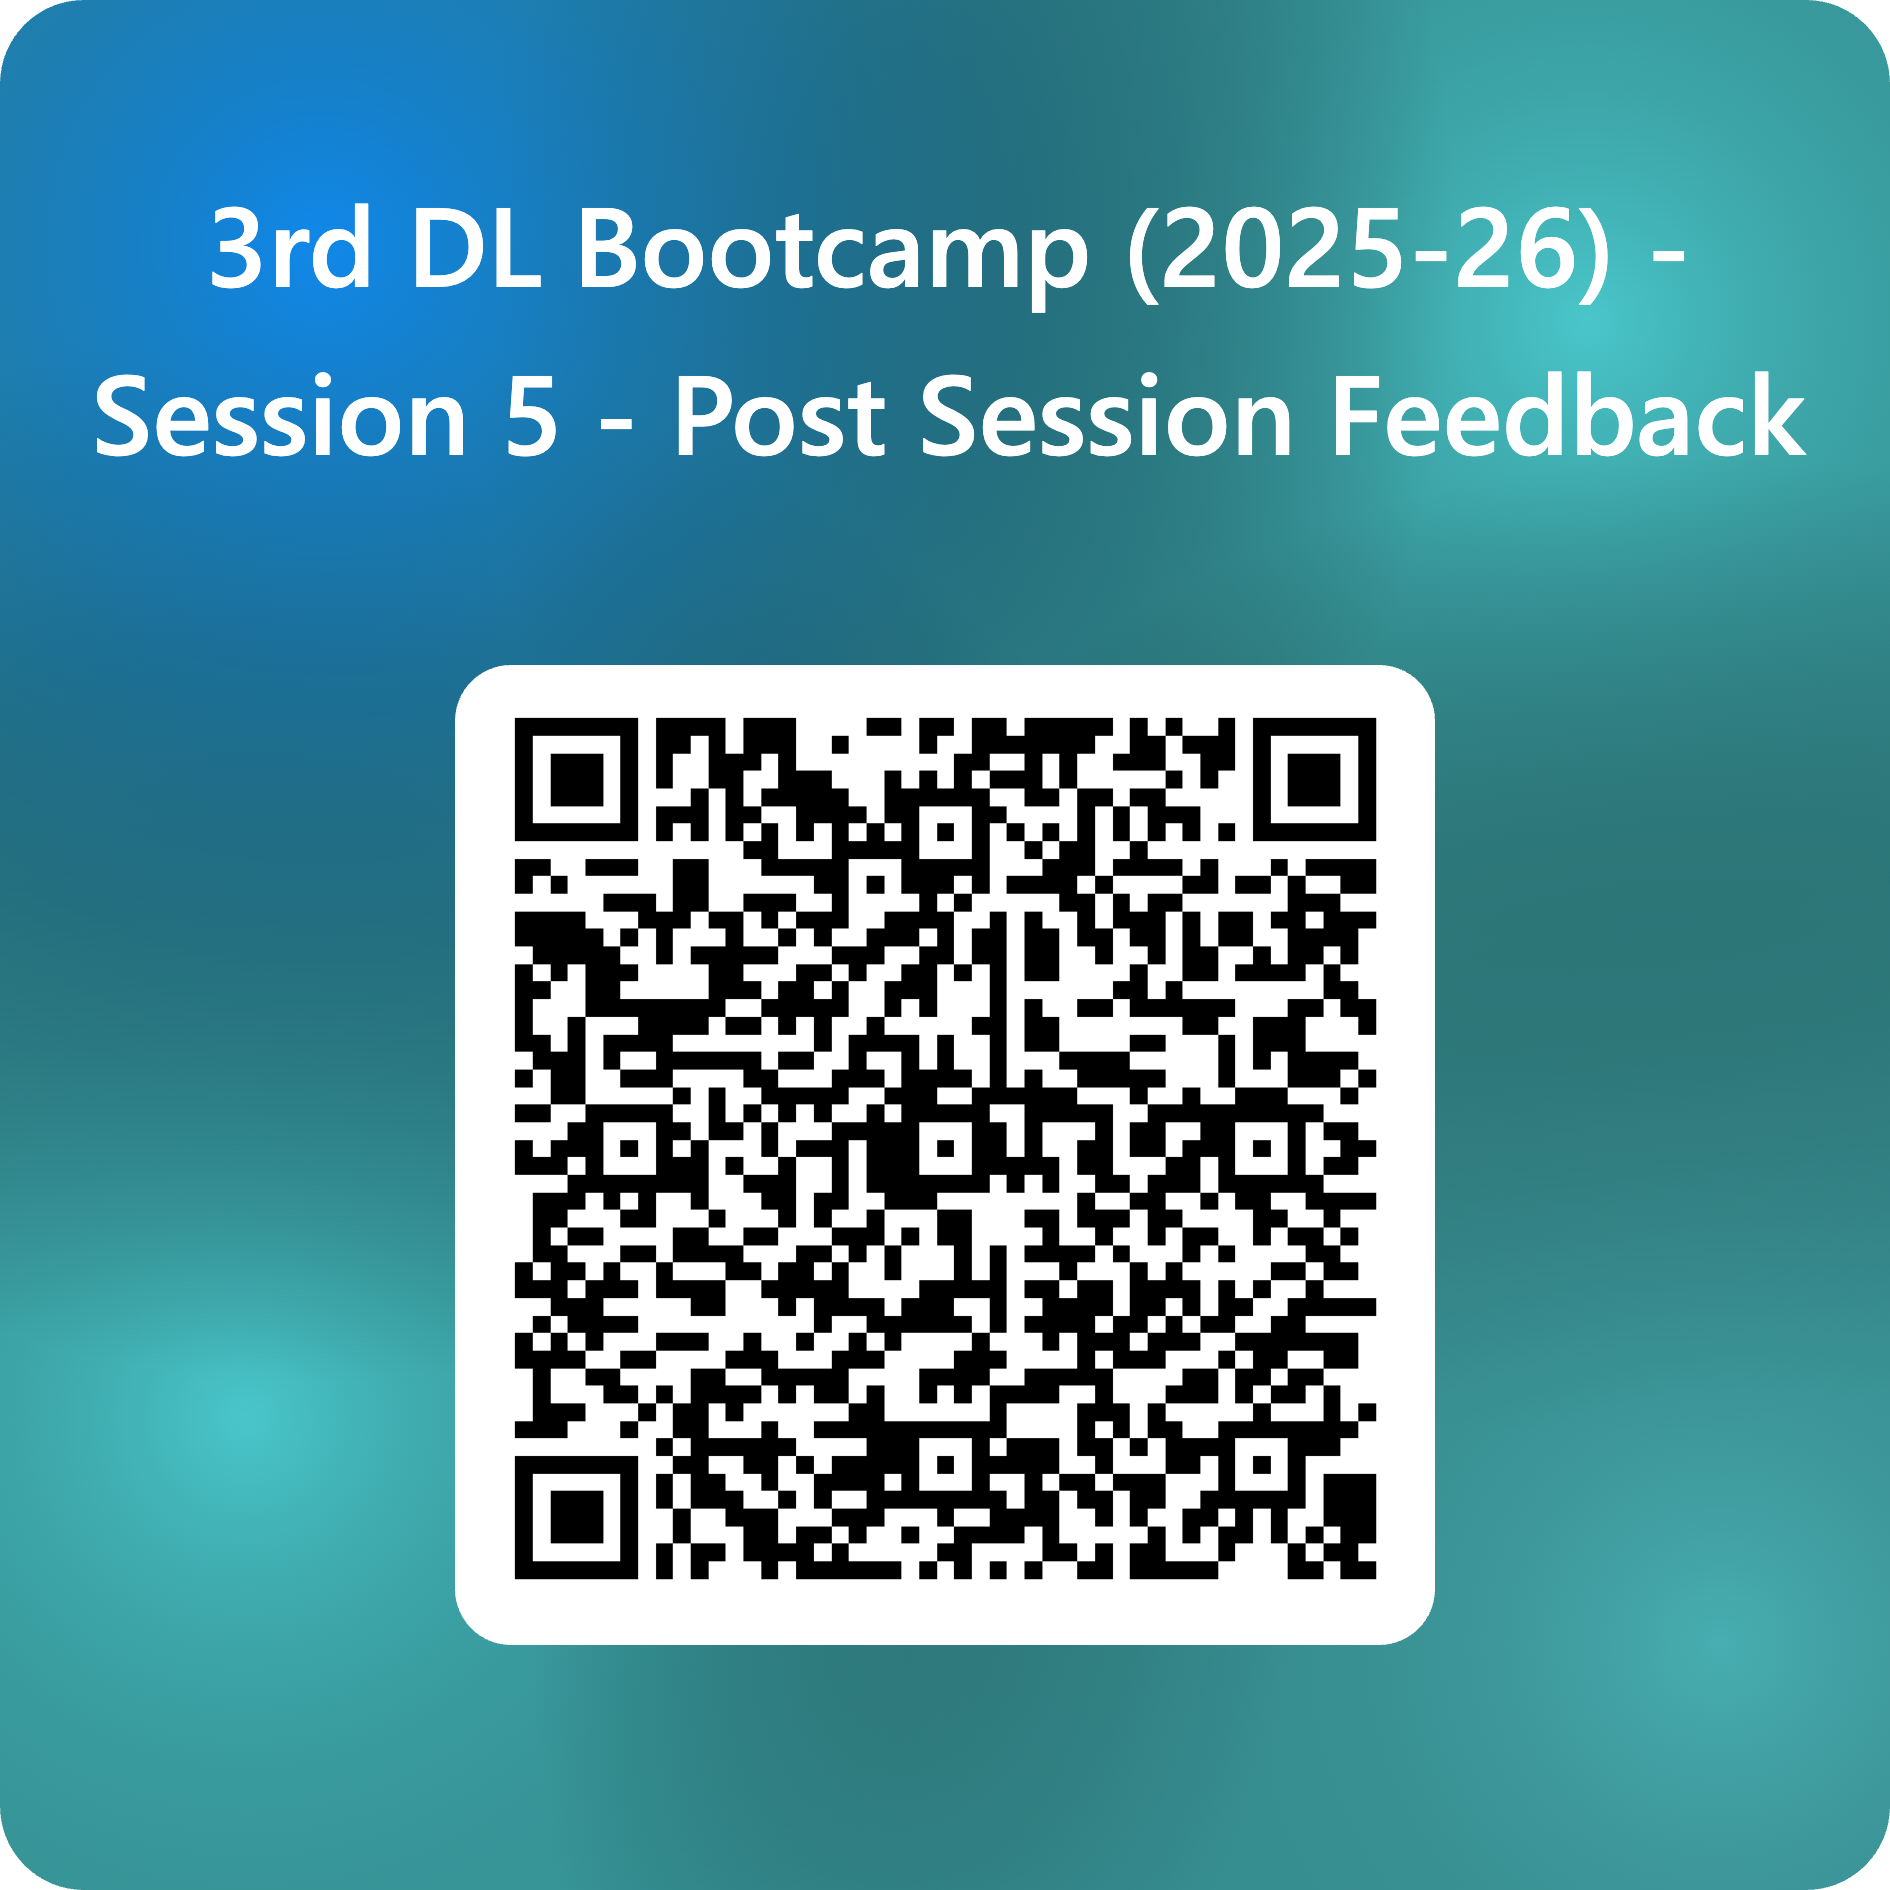 3rd DL Bootcamp (2025-26) -
Session 5 - Post Session Feedback